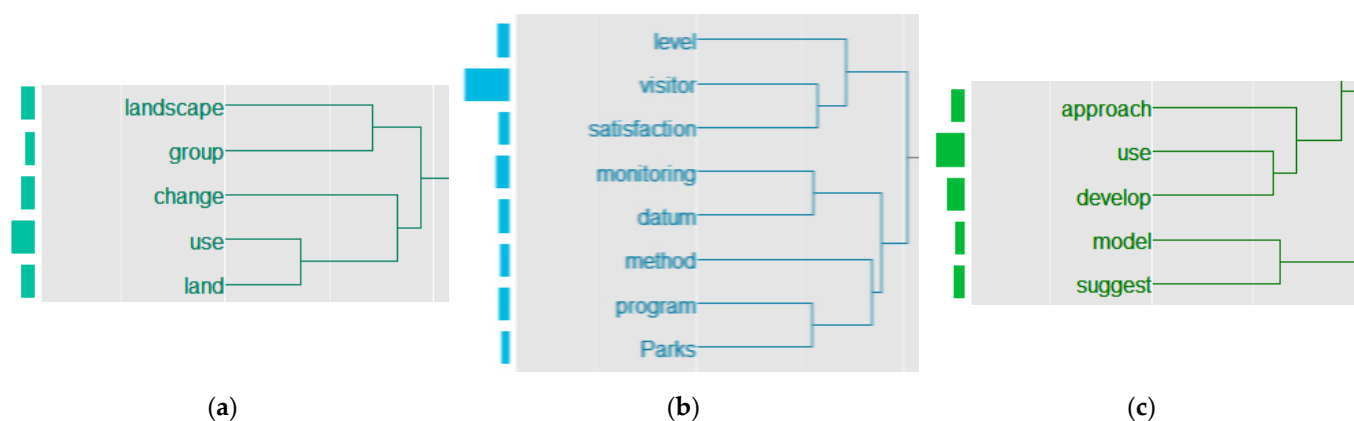 landscape
group
change
use
land
level
visitor
satisfaction
monitoring
datum
method
program
Parks
approach
use
develop
model
suggest
(a)
(b)
(c)